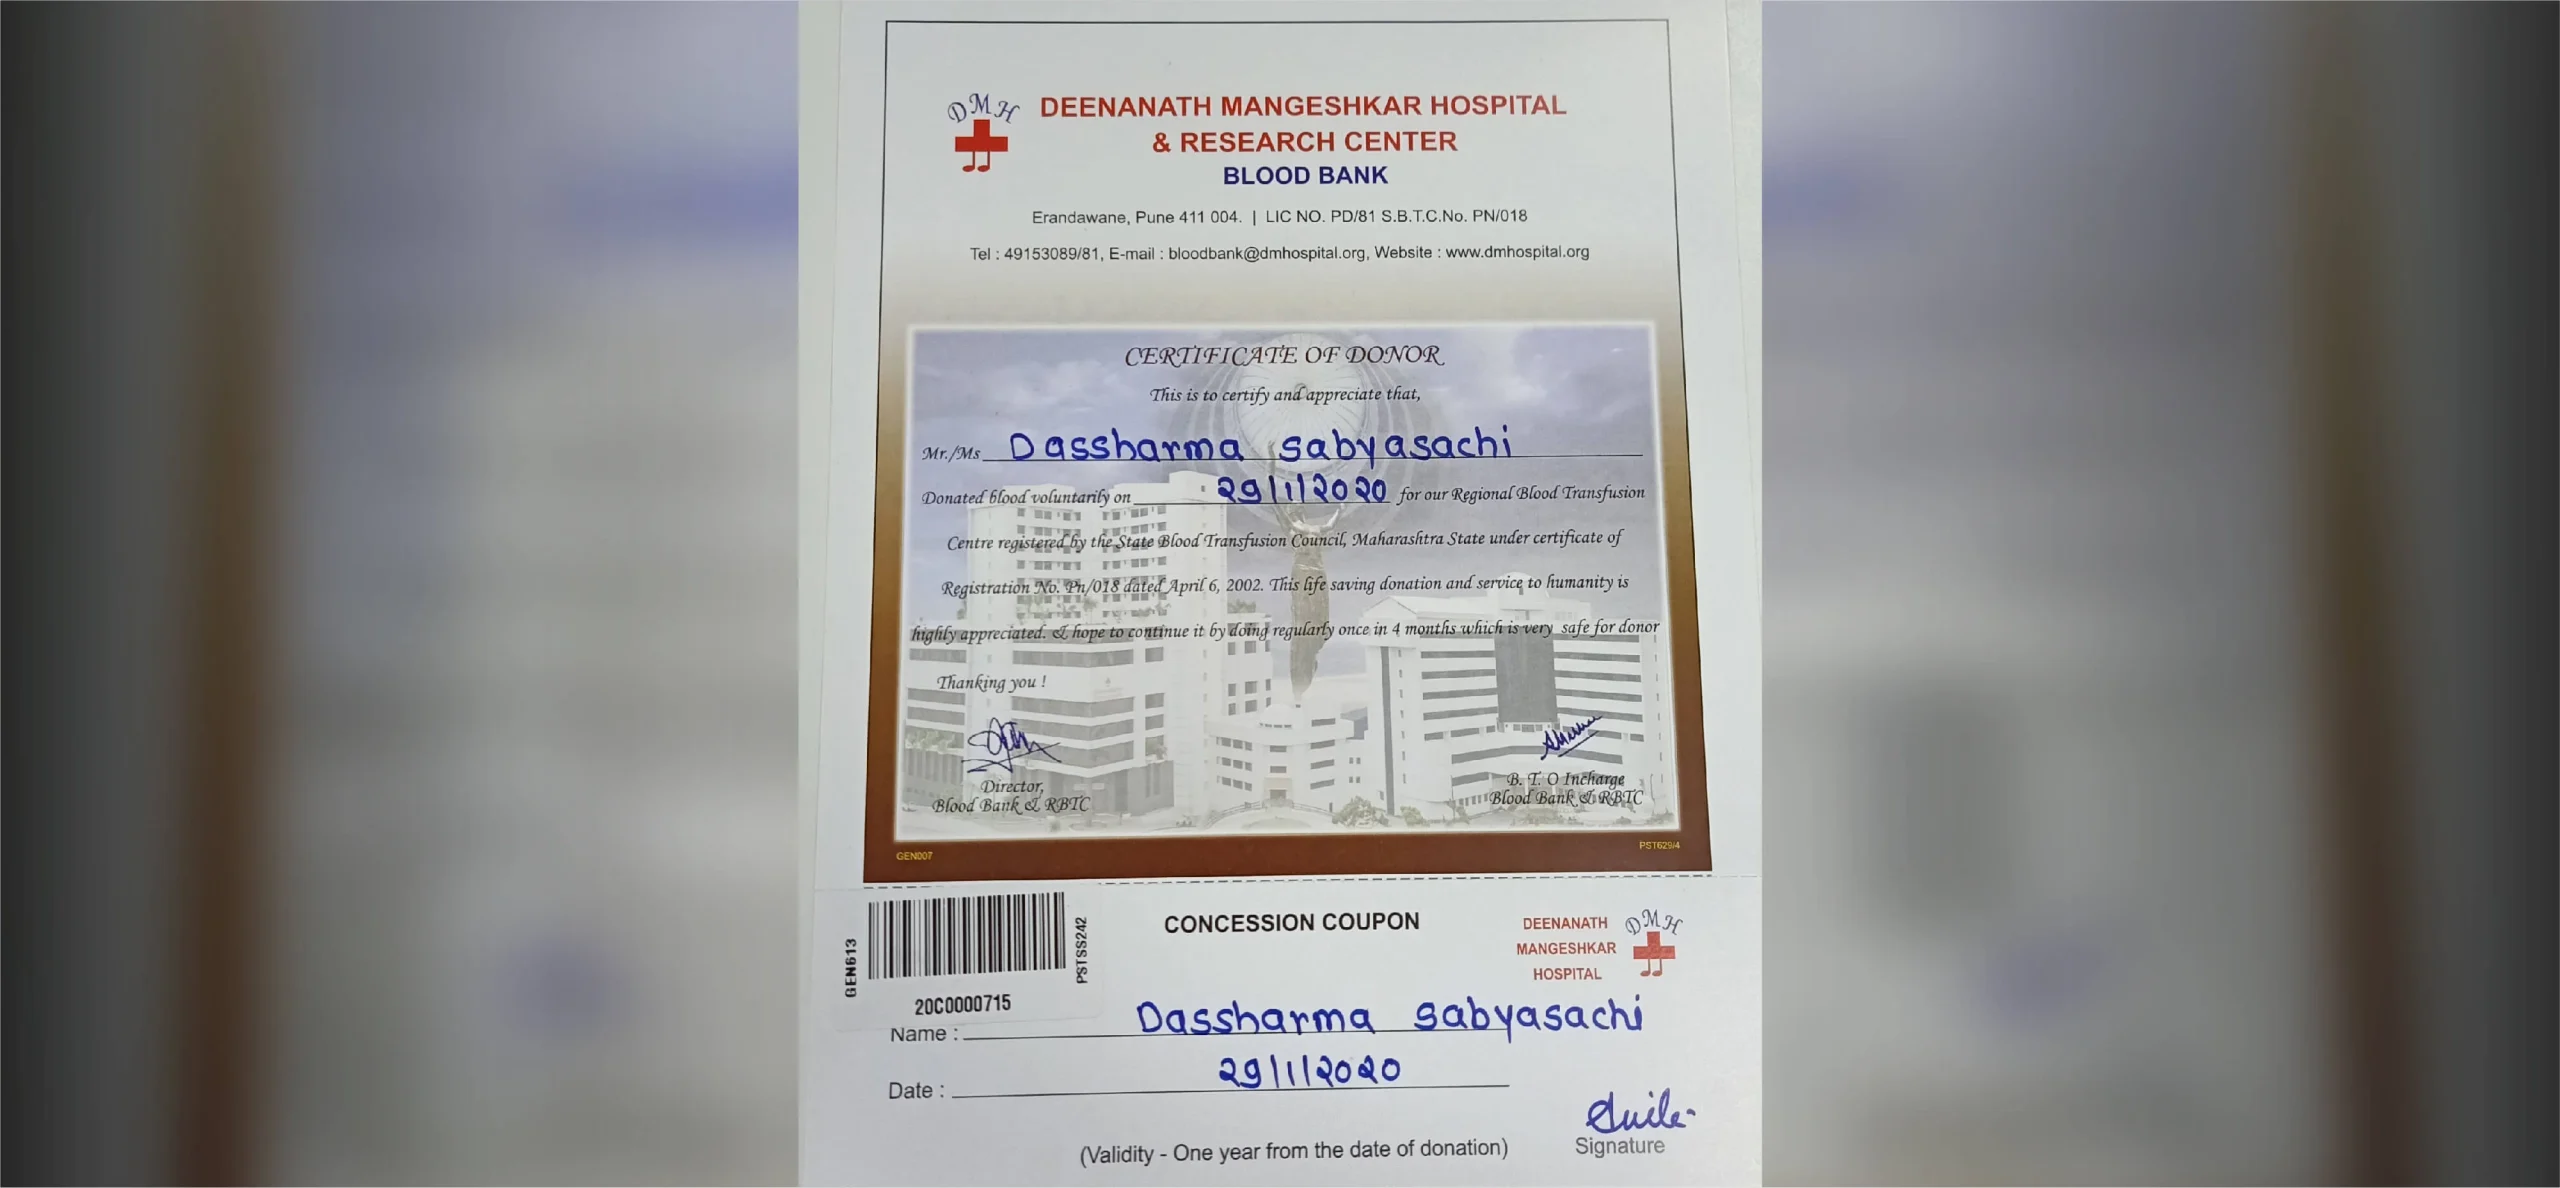 DMH
DEENANATH MANGESHKAR HOSPITAL
& RESEARCH CENTER
BLOOD BANK
Erandawane, Pune 411 004. | LIC NO. PD/81 S.B.T.C.No. PN/018
Tel : 49153089/81, E-mail : bloodbank@dmhospital.org, Website : www.dmhospital.org
CERTIFICATE OF DONOR
This is to certify and appreciate that,
Mr./Ms Dassharma Sabyasachi
Donated blood voluntarily on 29/1/2020 for our Regional Blood Transfusion
Centre registered by the State Blood Transfusion Council, Maharashtra State under certificate of
Registration No. Pn/018 dated April 6, 2002. This life saving donation and service to humanity is
highly appreciated. & hope to continue it by doing regularly once in 4 months which is very safe for donor
Thanking you !
Director,
Blood Bank & RBTC
B. T. O Incharge
Blood Bank & RBTC
GEN007
PST629/4
GEN613
PSTSS242
20C0000715
CONCESSION COUPON
DEENANATH
MANGESHKAR
HOSPITAL
DMH
Name : Dassharma Sabyasachi
Date : 29/1/2020
(Validity - One year from the date of donation)
Signature